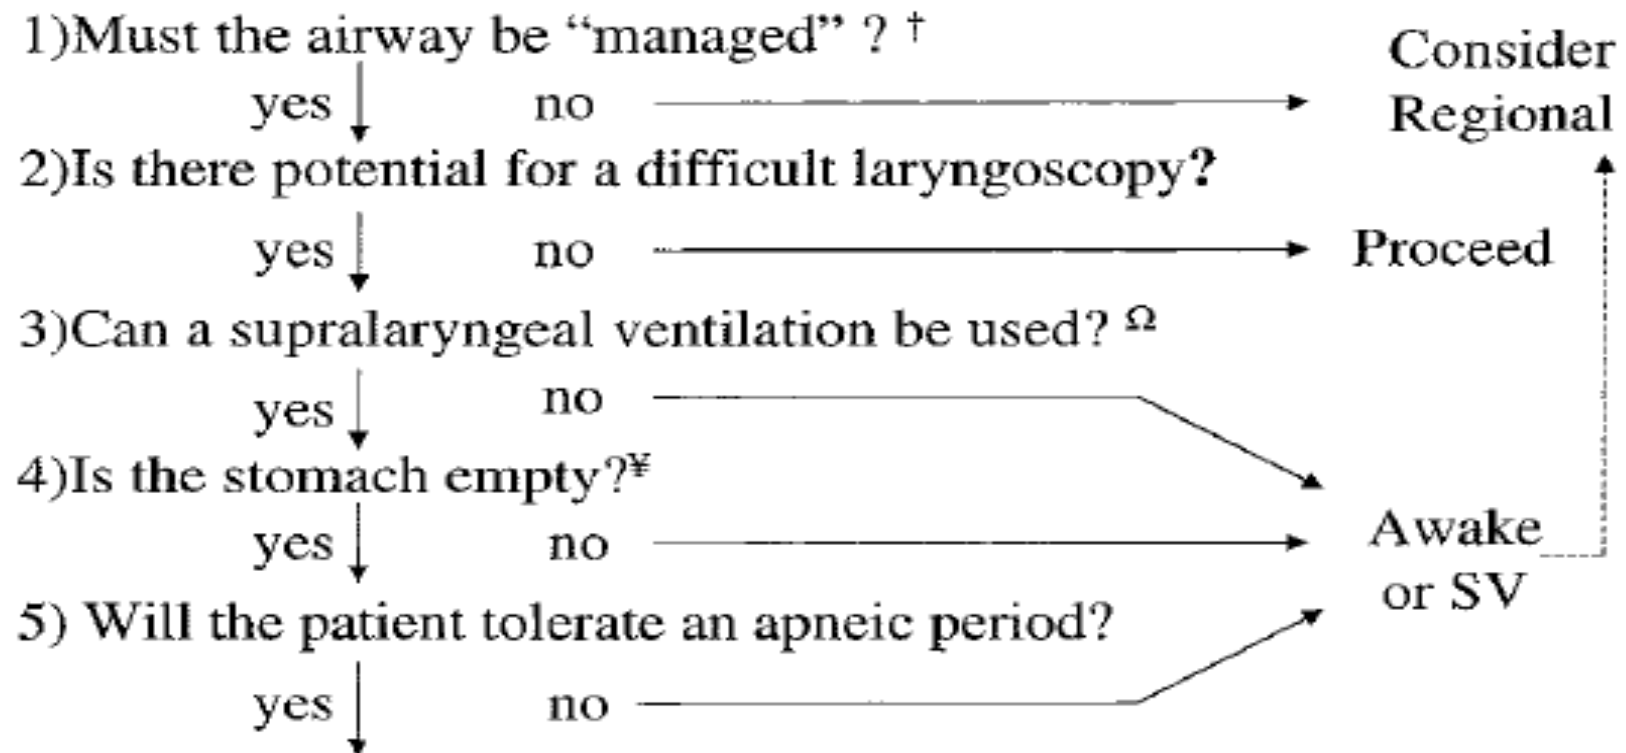 1)Must the airway be “managed” ? †
Consider
Regional
yes no
2)Is there potential for a difficult laryngoscopy?
yes no
Proceed
3)Can a supralaryngeal ventilation be used? Ω
yes no
4)Is the stomach empty?¥
yes no
Awake
or SV
5) Will the patient tolerate an apneic period?
yes no